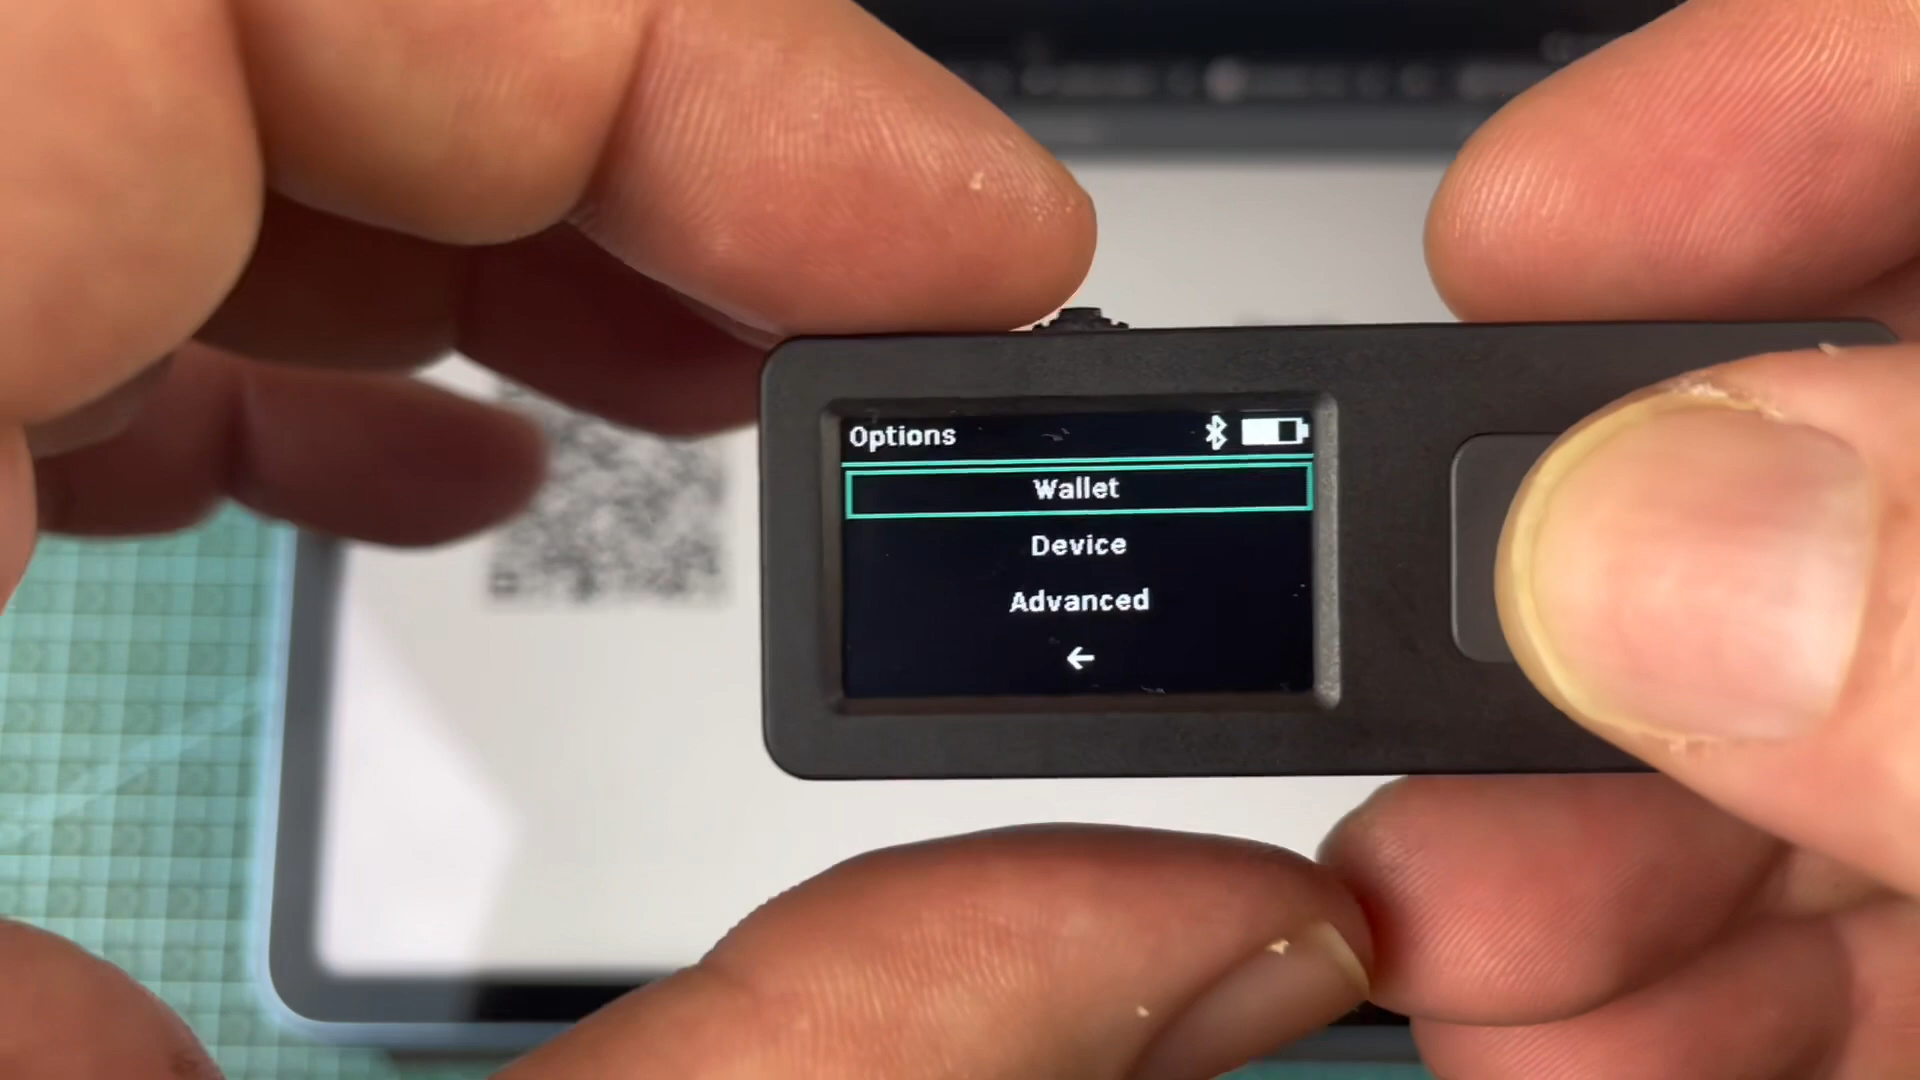 Options
Wallet
Device
Advanced
←